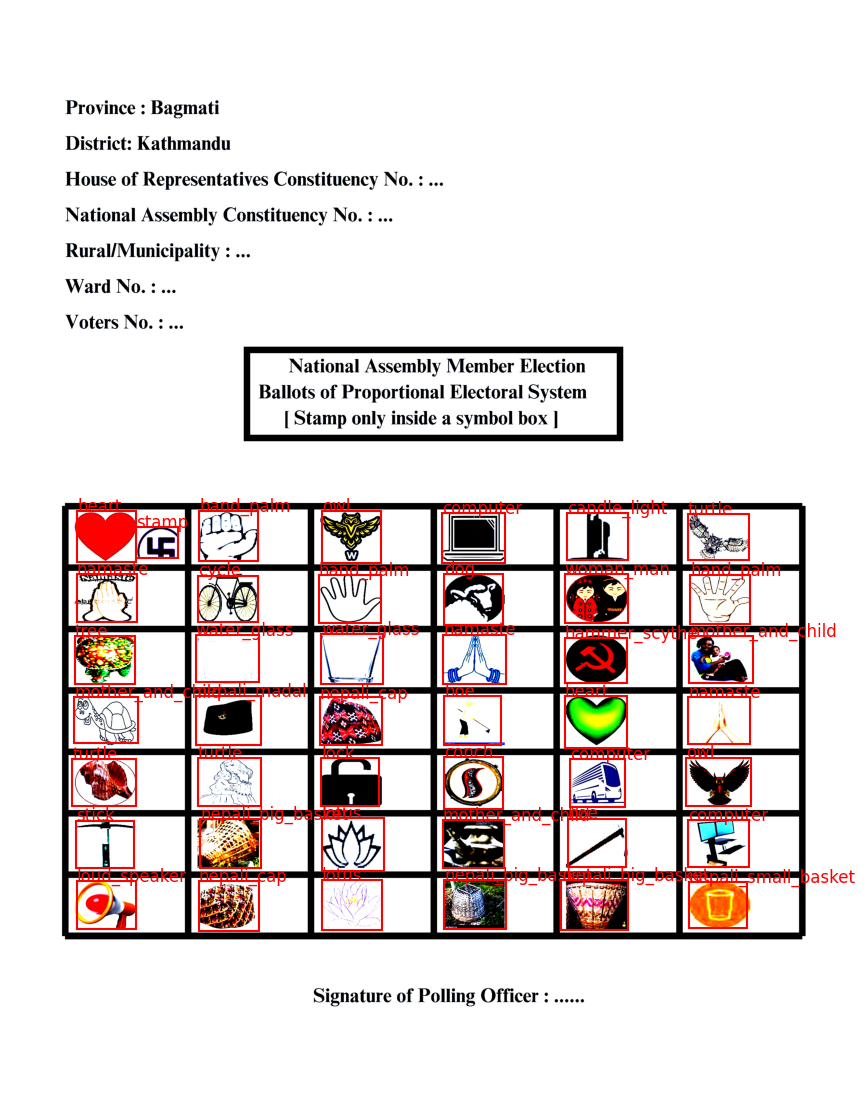 Province : Bagmati
District: Kathmandu
House of Representatives Constituency No. : ...
National Assembly Constituency No. : ...
Rural/Municipality : ...
Ward No. : ...
Voters No. : ...
National Assembly Member Election
Ballots of Proportional Electoral System
[ Stamp only inside a symbol box ]
heart stamp hand_palm owl computer candle_light turtle
W
namaste cycle hand_palm dog woman_man hand_palm
tree water_glass water_glass namaste hammer_scythe mother_and_child
mother_and_child nepali_madal nepali_cap hoe heart namaste
turtle turtle lock conch computer owl
stick nepali_big_basket lotus mother_and_child computer
loud_speaker nepali_cap lotus nepali_big_basket nepali_big_basket nepali_small_basket
Signature of Polling Officer : ......